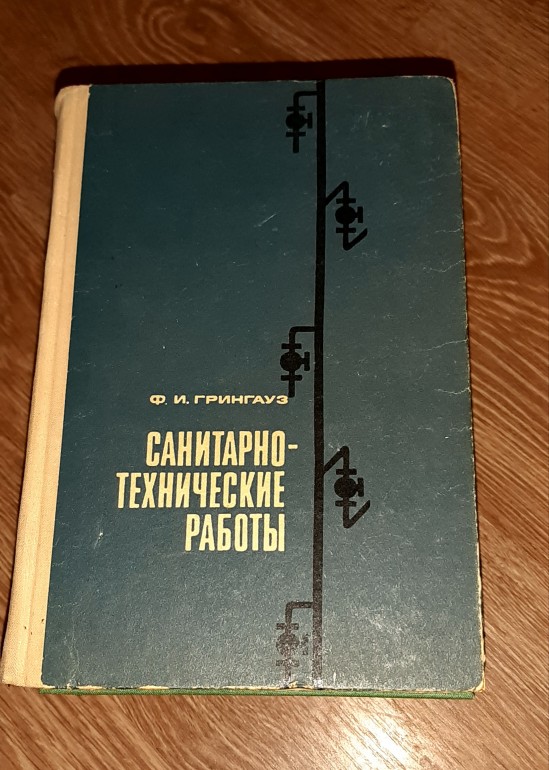 Ф. И. ГРИНГАУЗ
САНИТАРНО-
ТЕХНИЧЕСКИЕ
РАБОТЫ